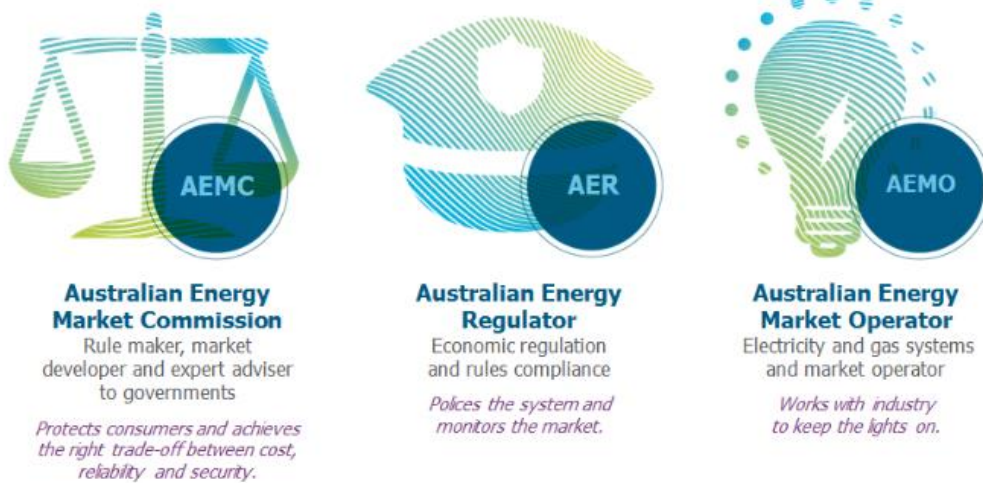 AEMC
Australian Energy
Market Commission
Rule maker, market
developer and expert adviser
to governments
Protects consumers and achieves
the right trade-off between cost,
reliability and security.
AER
Australian Energy
Regulator
Economic regulation
and rules compliance
Polices the system and
monitors the market.
AEMO
Australian Energy
Market Operator
Electricity and gas systems
and market operator
Works with industry
to keep the lights on.